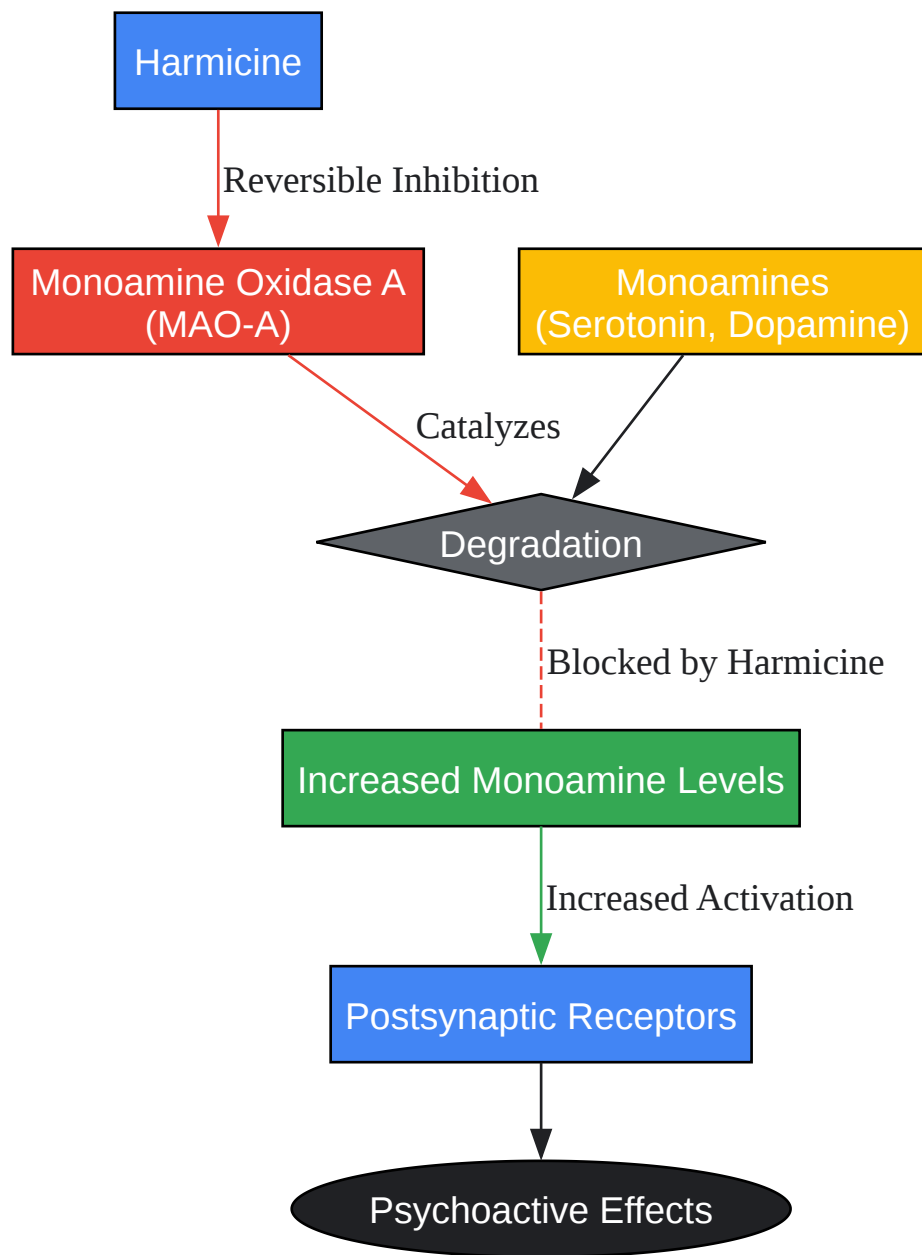 Harmicine
Reversible Inhibition
Monoamine Oxidase A
(MAO-A)
Monoamines
(Serotonin, Dopamine)
Catalyzes
Degradation
Blocked by Harmicine
Increased Monoamine Levels
Increased Activation
Postsynaptic Receptors
Psychoactive Effects